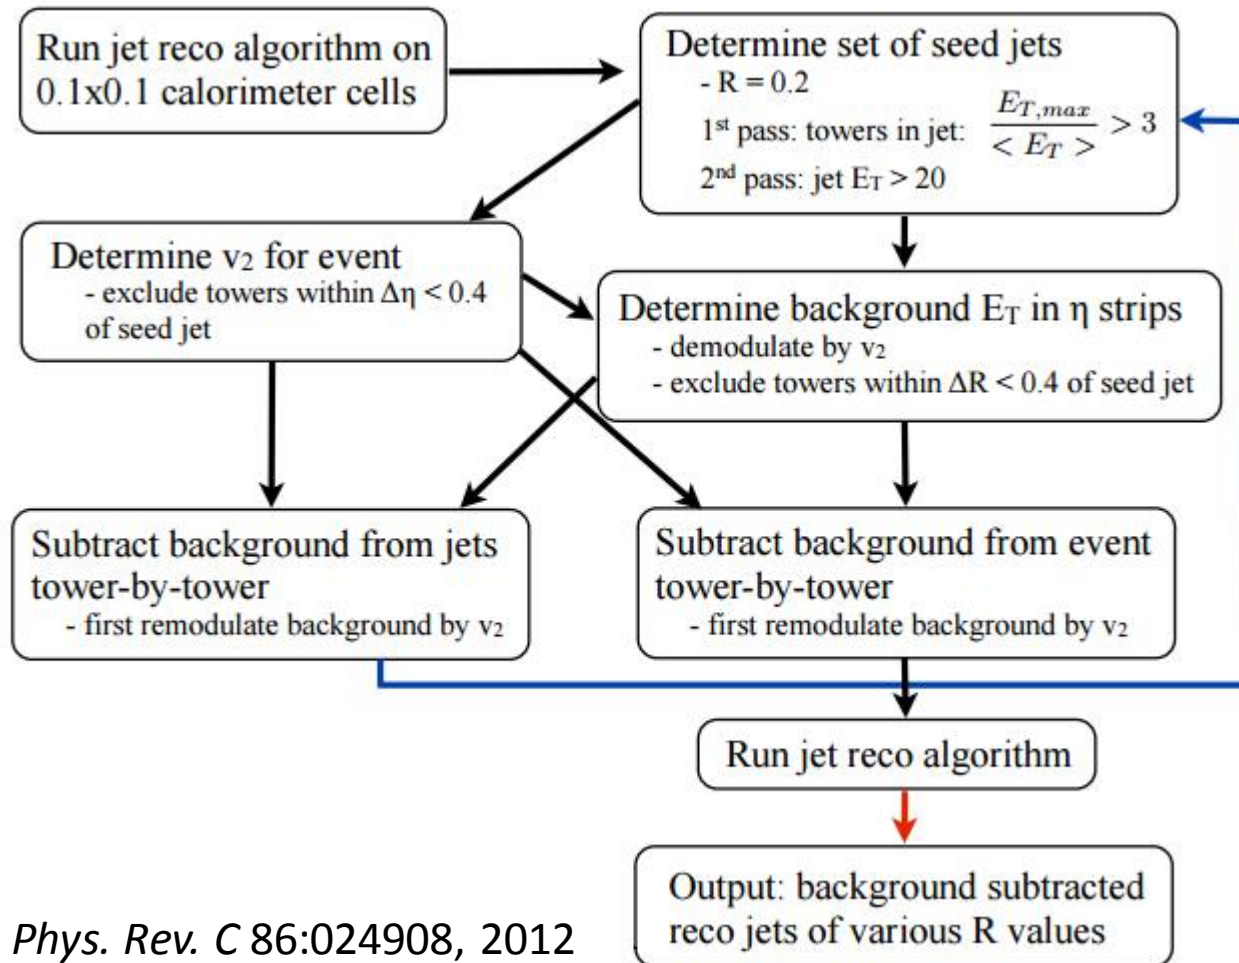 Run jet reco algorithm on
0.1x0.1 calorimeter cells
Determine set of seed jets
- R = 0.2
1st pass: towers in jet: E_{T,max} / < E_T > > 3
2nd pass: jet E_T > 20
Determine v₂ for event
- exclude towers within Δη < 0.4
of seed jet
Determine background E_T in η strips
- demodulate by v₂
- exclude towers within ΔR < 0.4 of seed jet
Subtract background from jets
tower-by-tower
- first remodulate background by v₂
Subtract background from event
tower-by-tower
- first remodulate background by v₂
Run jet reco algorithm
Output: background subtracted
reco jets of various R values
Phys. Rev. C 86:024908, 2012